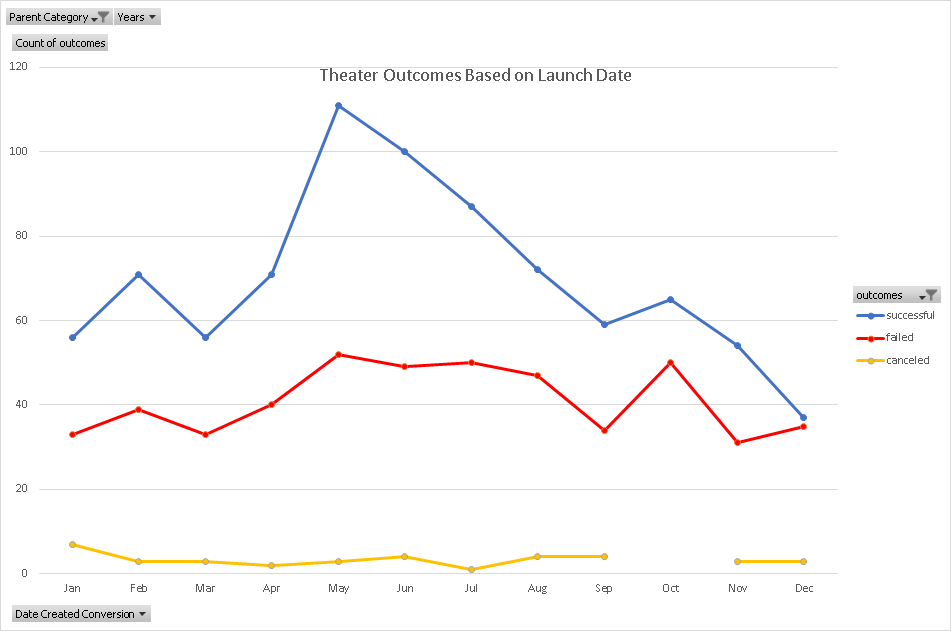 Parent Category Years
Count of outcomes
Theater Outcomes Based on Launch Date
120
100
80
60
40
20
0
Jan Feb Mar Apr May Jun Jul Aug Sep Oct Nov Dec
outcomes
successful
failed
canceled
Date Created Conversion